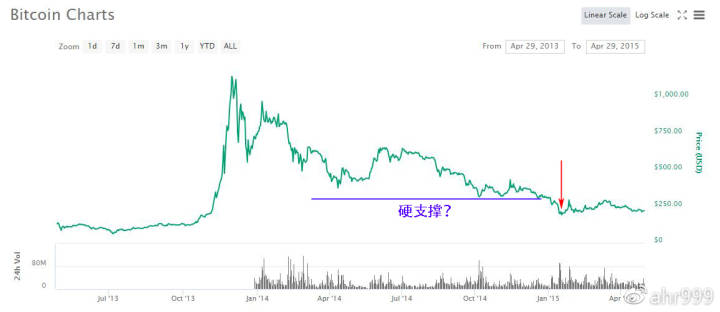 Bitcoin Charts
Linear Scale Log Scale
Zoom 1d 7d 1m 3m 1y YTD ALL
From Apr 29, 2013 To Apr 29, 2015
$1,000.00
$750.00
$500.00
$250.00
$0
Price (USD)
硬支撑?
24h Vol
80M
0
Jul '13 Oct '13 Jan '14 Apr '14 Jul '14 Oct '14 Jan '15 Apr
ahr999